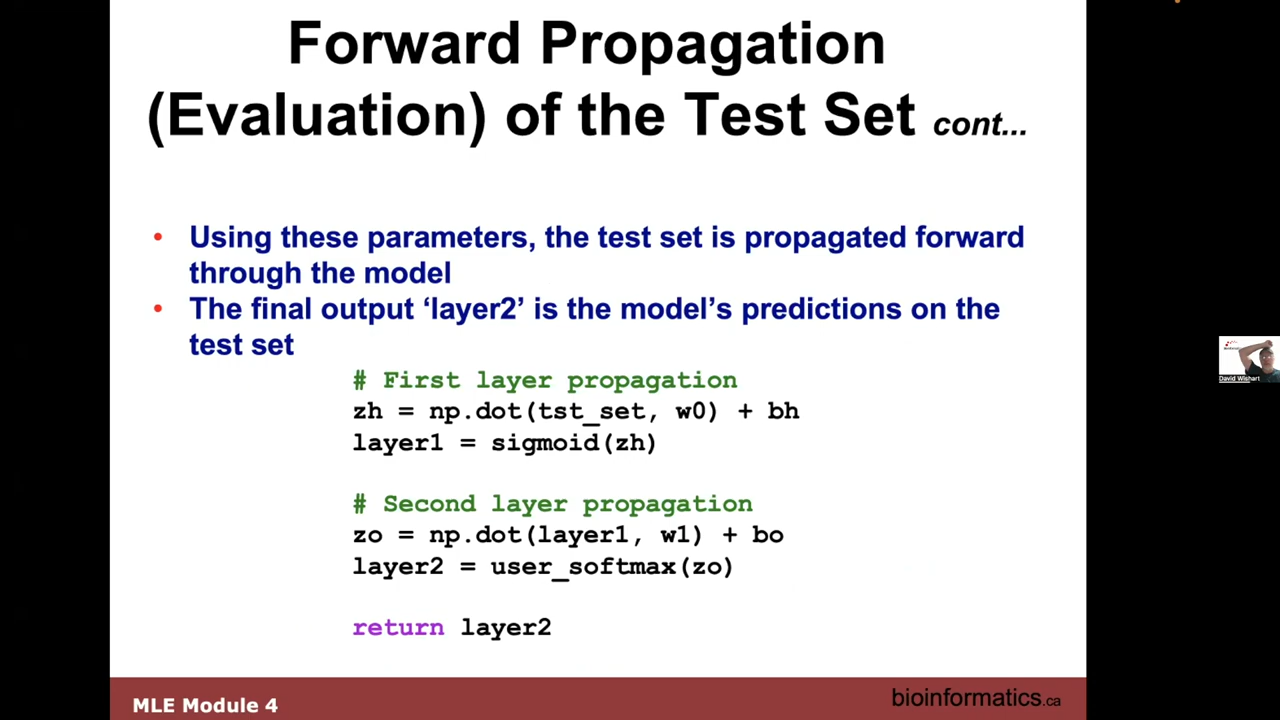 Forward Propagation
(Evaluation) of the Test Set cont...
• Using these parameters, the test set is propagated forward
through the model
• The final output ‘layer2’ is the model’s predictions on the
test set
# First layer propagation
zh = np.dot(tst_set, w0) + bh
layer1 = sigmoid(zh)
# Second layer propagation
zo = np.dot(layer1, w1) + bo
layer2 = user_softmax(zo)
return layer2
MLE Module 4
bioinformatics.ca
David Wishart